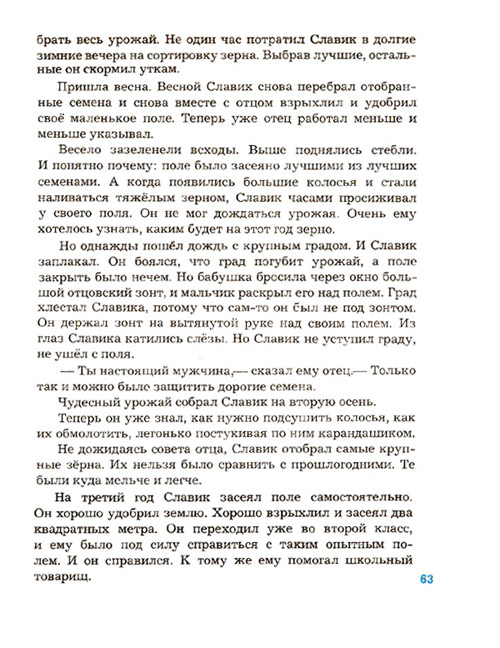 брать весь урожай. Не один час потратил Славик в долгие
зимние вечера на сортировку зерна. Выбрав лучшие, осталь-
ные он скормил уткам.
Пришла весна. Весной Славик снова перебрал отобран-
ные семена и снова вместе с отцом взрыхлил и удобрил
своё маленькое поле. Теперь уже отец работал меньше и
меньше указывал.
Весело зазеленели всходы. Выше поднялись стебли.
И понятно почему: поле было засеяно лучшими из лучших
семенами. А когда появились большие колосья и стали
наливаться тяжёлым зерном, Славик часами просиживал
у своего поля. Он не мог дождаться урожая. Очень ему
хотелось узнать, каким будет на этот год зерно.
Но однажды пошёл дождь с крупным градом. И Славик
заплакал. Он боялся, что град погубит урожай, а поле
закрыть было нечем. Но бабушка бросила через окно боль-
шой отцовский зонт, и мальчик раскрыл его над полем. Град
хлестал Славика, потому что сам-то он был не под зонтом.
Он держал зонт на вытянутой руке над своим полем. Из
глаз Славика катились слёзы. Но Славик не уступил граду,
не ушёл с поля.
— Ты настоящий мужчина,— сказал ему отец.— Только
так и можно было защитить дорогие семена.
Чудесный урожай собрал Славик на вторую осень.
Теперь он уже знал, как нужно подсушить колосья, как
их обмолотить, легонько постукивая по ним карандашиком.
Не дожидаясь совета отца, Славик отобрал самые круп-
ные зёрна. Их нельзя было сравнить с прошлогодними. Те
были куда мельче и легче.
На третий год Славик засеял поле самостоятельно.
Он хорошо удобрил землю. Хорошо взрыхлил и засеял два
квадратных метра. Он переходил уже во второй класс,
и ему было под силу справиться с таким опытным по-
лем. И он справился. К тому же ему помогал школьный
товарищ.
63